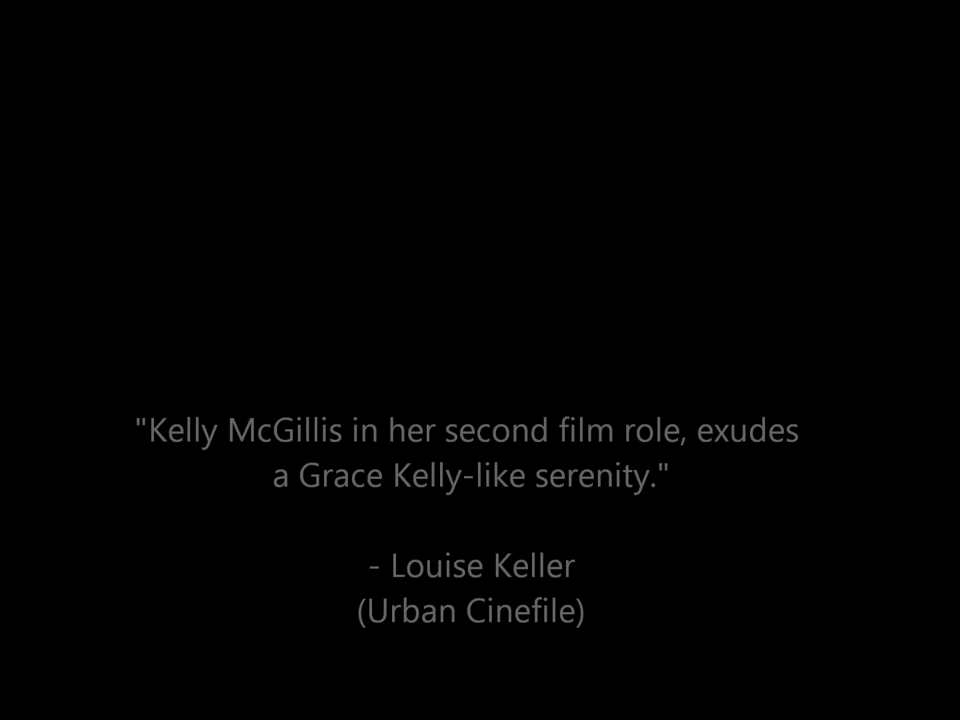 "Kelly McGillis in her second film role, exudes
a Grace Kelly-like serenity."
- Louise Keller
(Urban Cinefile)